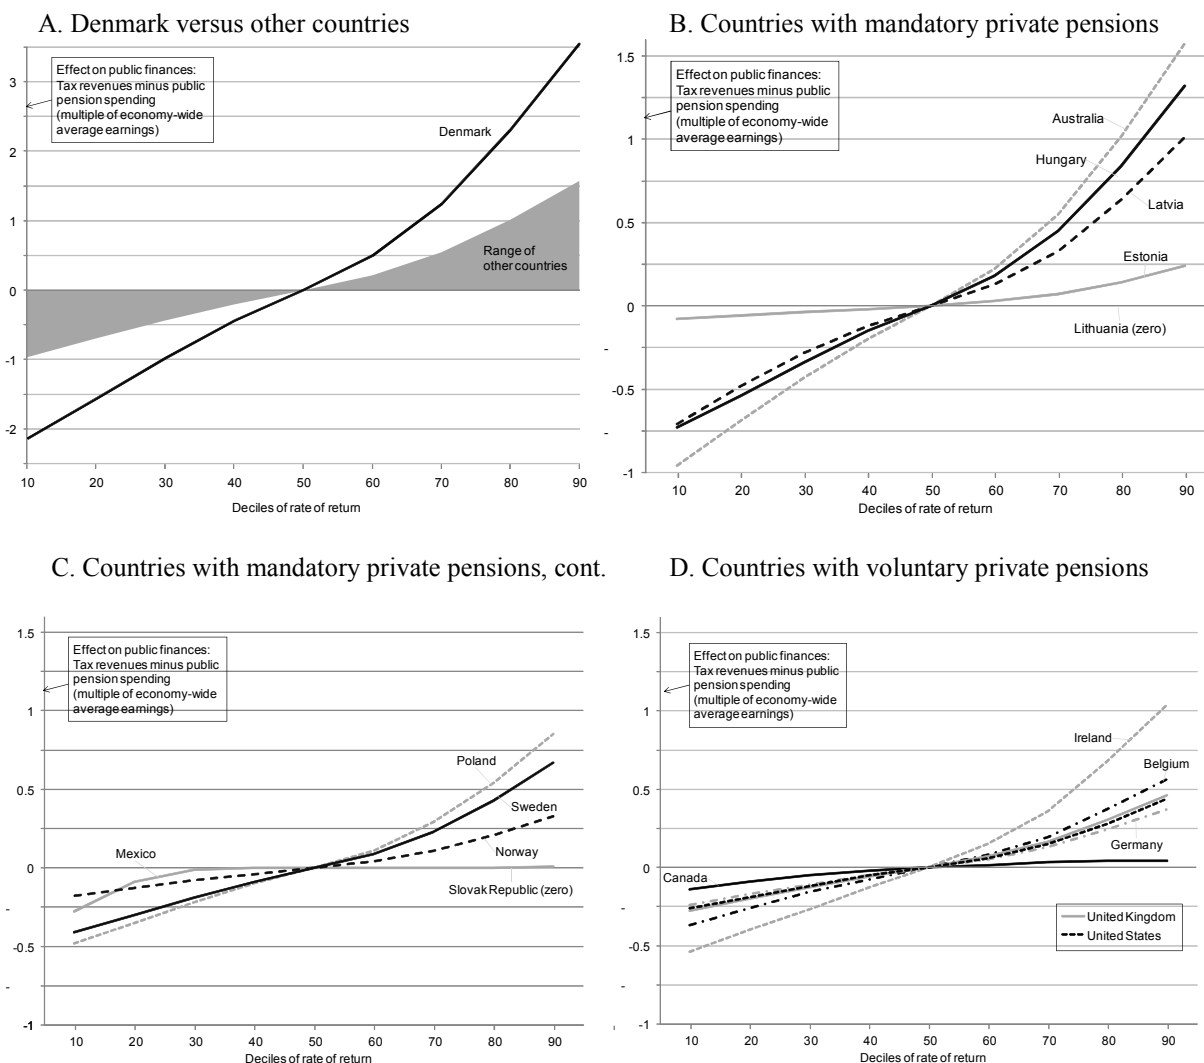 A. Denmark versus other countries
3
2
1
0
-1
-2
Effect on public finances:
Tax revenues minus public
pension spending
(multiple of economy-wide
average earnings)
Denmark
Range of
other countries
10 20 30 40 50 60 70 80 90
Deciles of rate of return
B. Countries with mandatory private pensions
1.5
1
0.5
0
-
-0.5
-
-1
Effect on public finances:
Tax revenues minus public
pension spending
(multiple of economy-wide
average earnings)
Australia
Hungary
Latvia
Estonia
Lithuania (zero)
10 20 30 40 50 60 70 80 90
Deciles of rate of return
C. Countries with mandatory private pensions, cont.
1.5
1
0.5
0
-
-0.5
-
-1
Effect on public finances:
Tax revenues minus public
pension spending
(multiple of economy-wide
average earnings)
Poland
Sweden
Mexico
Norway
Slovak Republic (zero)
10 20 30 40 50 60 70 80 90
Deciles of rate of return
D. Countries with voluntary private pensions
1.5
1
0.5
0
-
-0.5
-
-1
-
Effect on public finances:
Tax revenues minus public
pension spending
(multiple of economy-wide
average earnings)
Ireland
Belgium
Germany
Canada
United Kingdom
United States
10 20 30 40 50 60 70 80 90
Deciles of rate of return